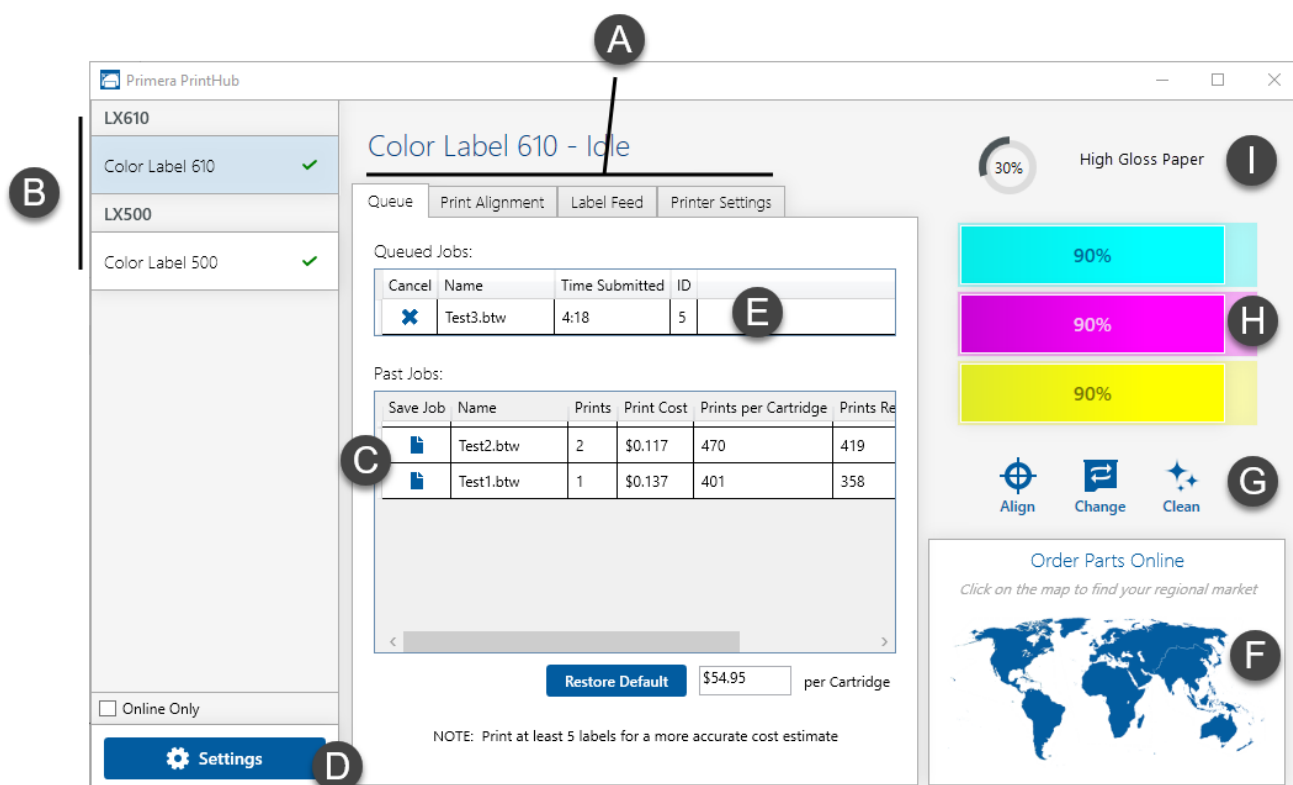 A
Primera PrintHub
LX610
Color Label 610
LX500
Color Label 500
B
Color Label 610 - Idle
Queue Print Alignment Label Feed Printer Settings
Queued Jobs:
Cancel Name Time Submitted ID
Test3.btw 4:18 5
E
Past Jobs:
Save Job Name Prints Print Cost Prints per Cartridge Prints Re
Test2.btw 2 $0.117 470 419
C
Test1.btw 1 $0.137 401 358
Restore Default $54.95 per Cartridge
NOTE: Print at least 5 labels for a more accurate cost estimate
Online Only
Settings
D
30% High Gloss Paper
I
90%
90%
H
90%
Align Change Clean
G
Order Parts Online
Click on the map to find your regional market
F